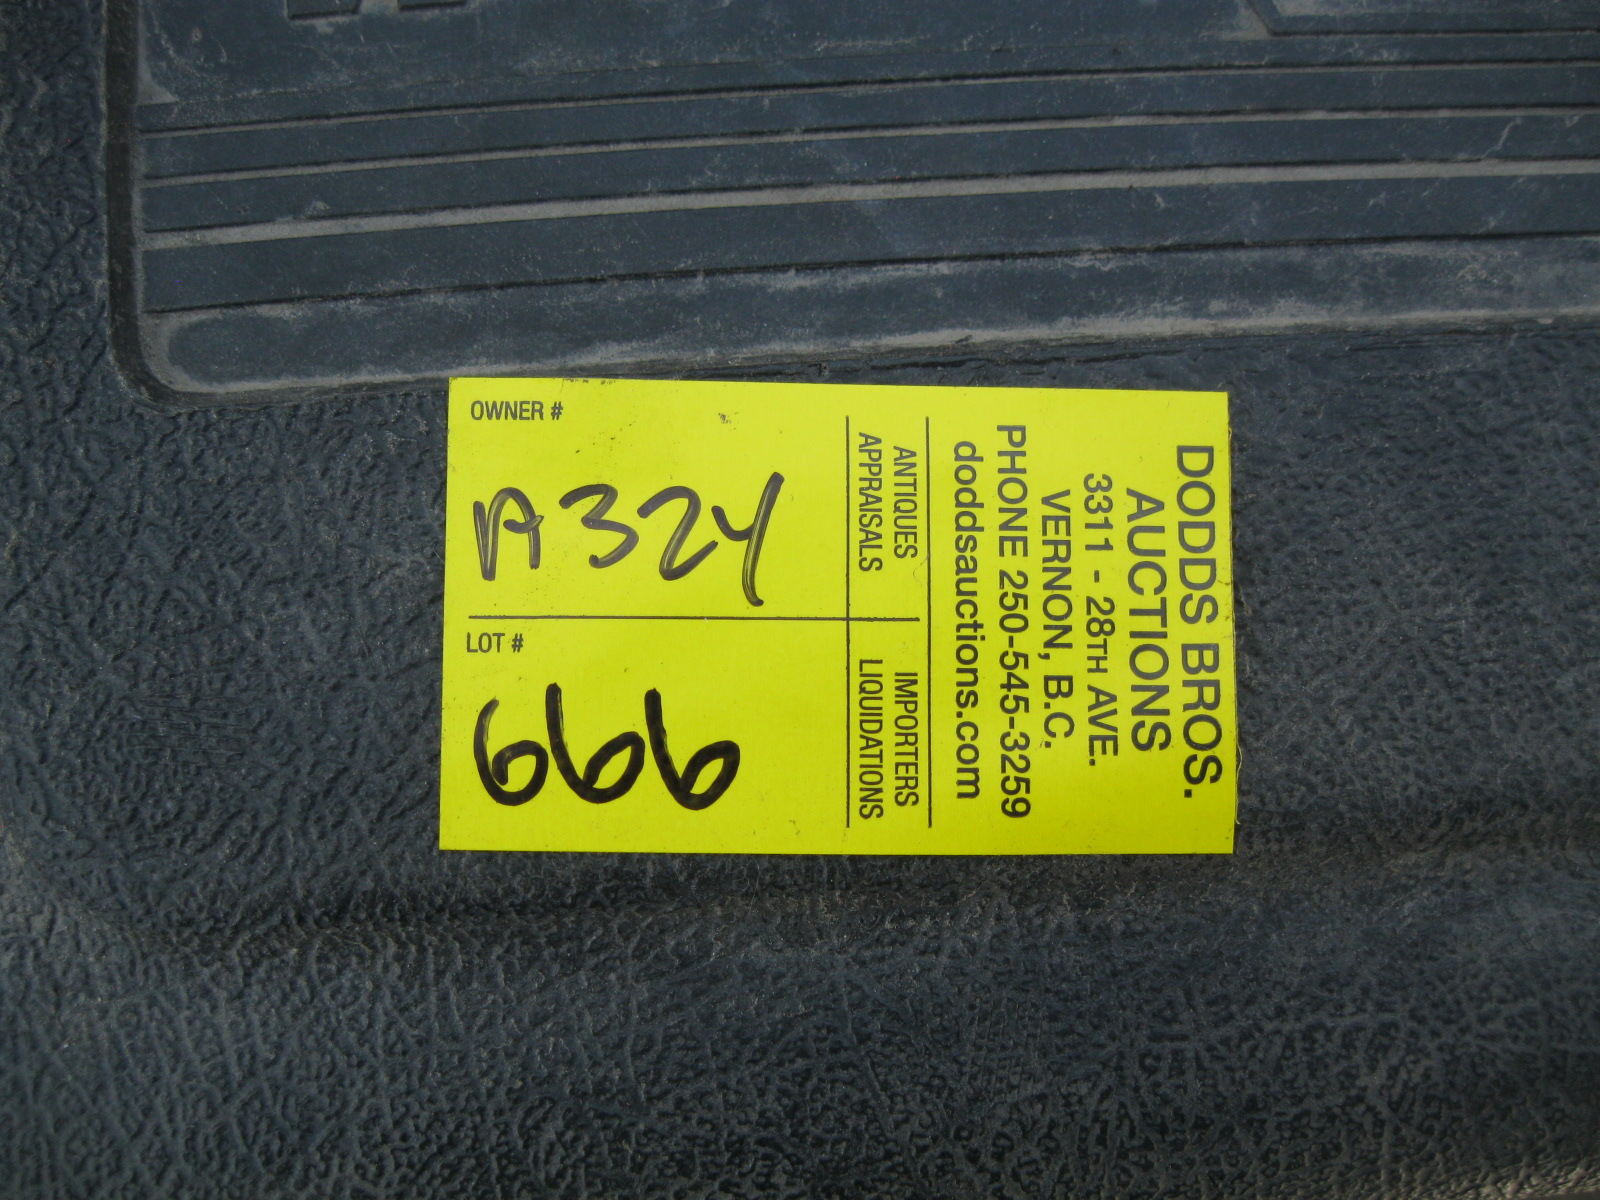 OWNER #
A324
LOT #
666
ANTIQUES
APPRAISALS
IMPORTERS
LIQUIDATIONS
DODDS BROS.
AUCTIONS
3311 - 28TH AVE.
VERNON, B.C.
PHONE 250-545-3259
doddsauctions.com